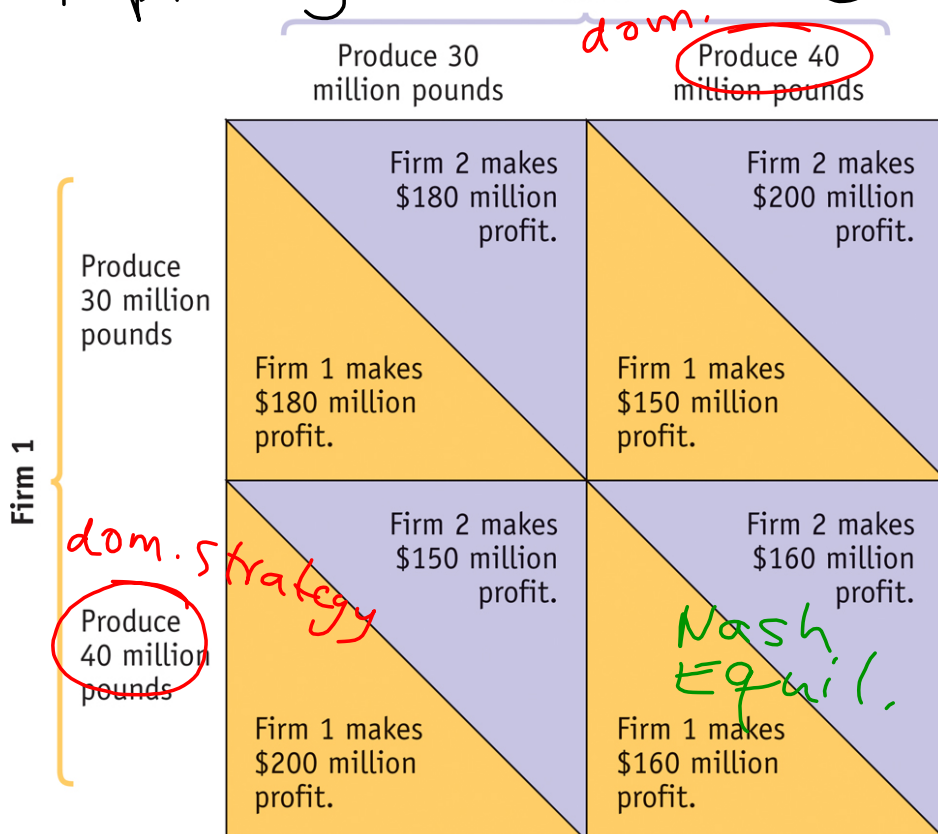 dom.
Produce 30
million pounds
Produce 40
million pounds
Firm 1
Produce
30 million
pounds
Firm 2 makes
$180 million
profit.
Firm 1 makes
$180 million
profit.
Firm 2 makes
$200 million
profit.
Firm 1 makes
$150 million
profit.
dom. strategy
Produce
40 million
pounds
Firm 2 makes
$150 million
profit.
Firm 1 makes
$200 million
profit.
Firm 2 makes
$160 million
profit.
Nash
Equil.
Firm 1 makes
$160 million
profit.